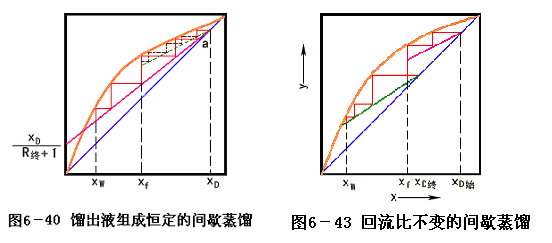 a
x_D
R终+1
x_W x_f x_D
图6-40 馏出液组成恒定的间歇蒸馏
y
x_W x_f x_D终 x_D始
x
图6-43 回流比不变的间歇蒸馏